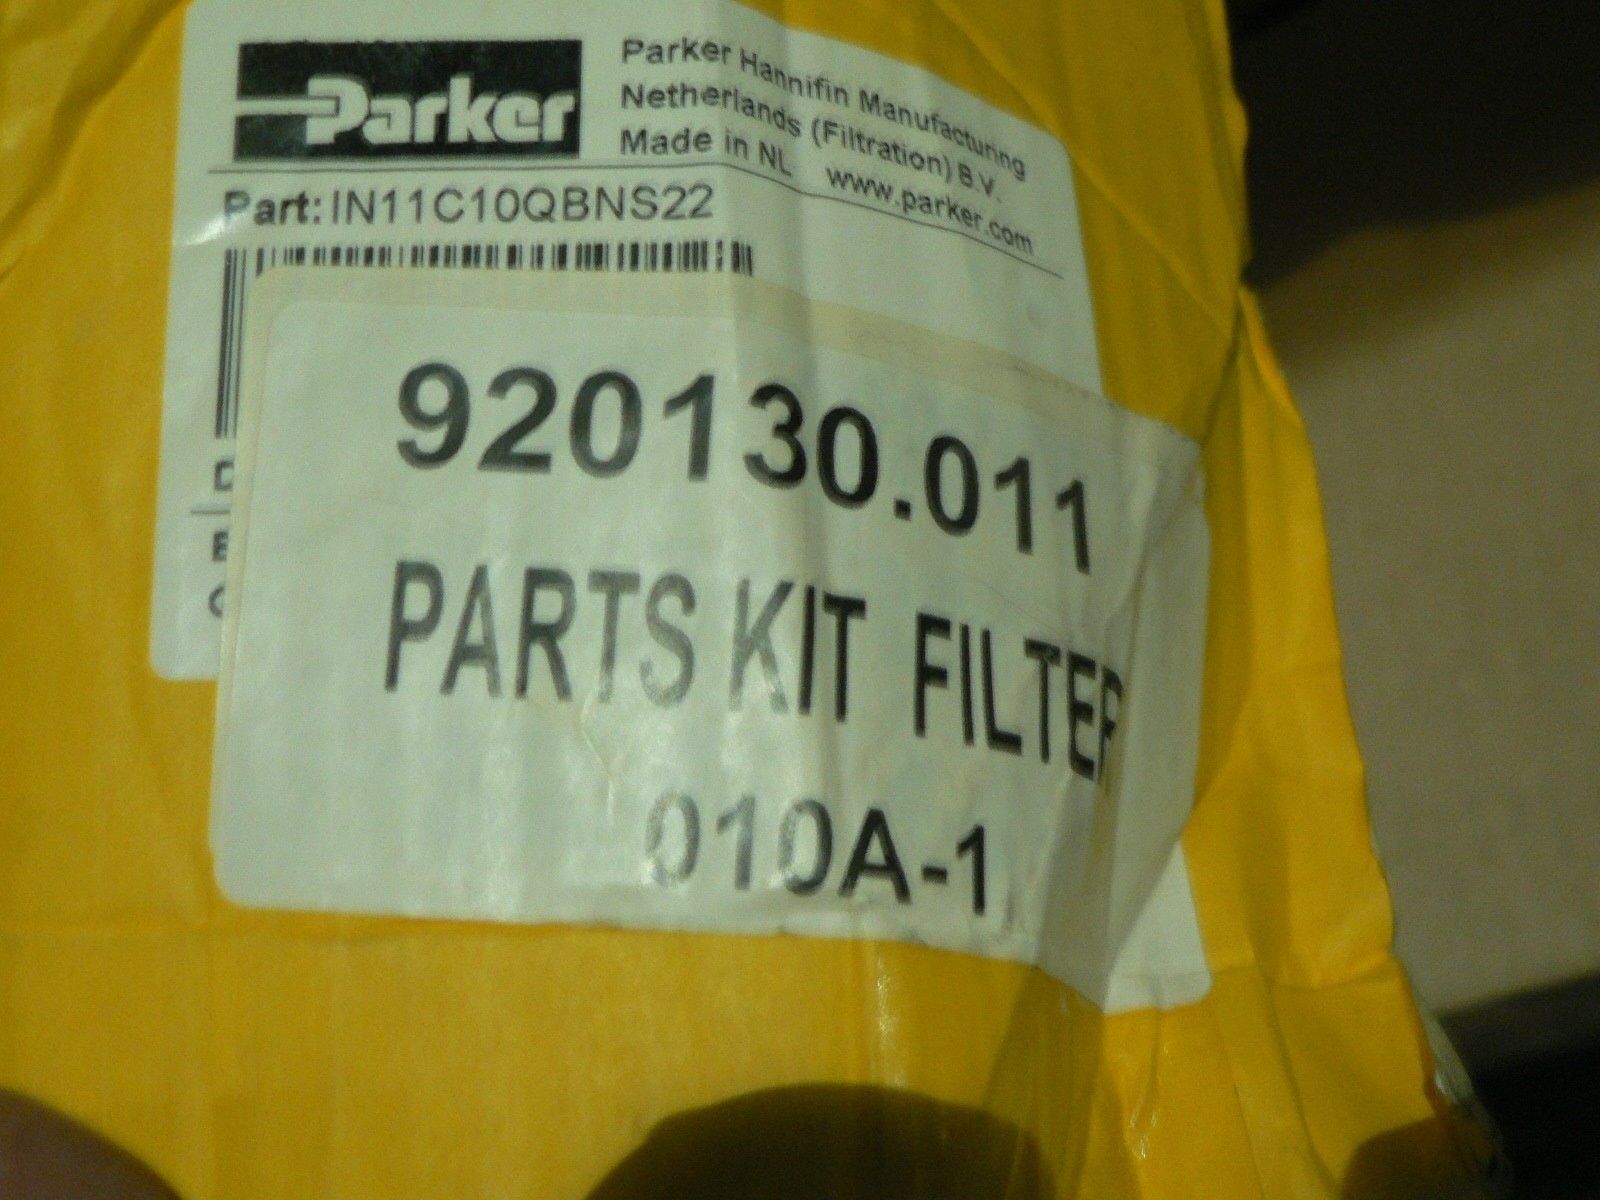 Parker
Parker Hannifin Manufacturing
Netherlands (Filtration) B.V.
Made in NL www.parker.com
Part: IN11C10QBNS22
920130.011
PARTS KIT FILTER
010A-1